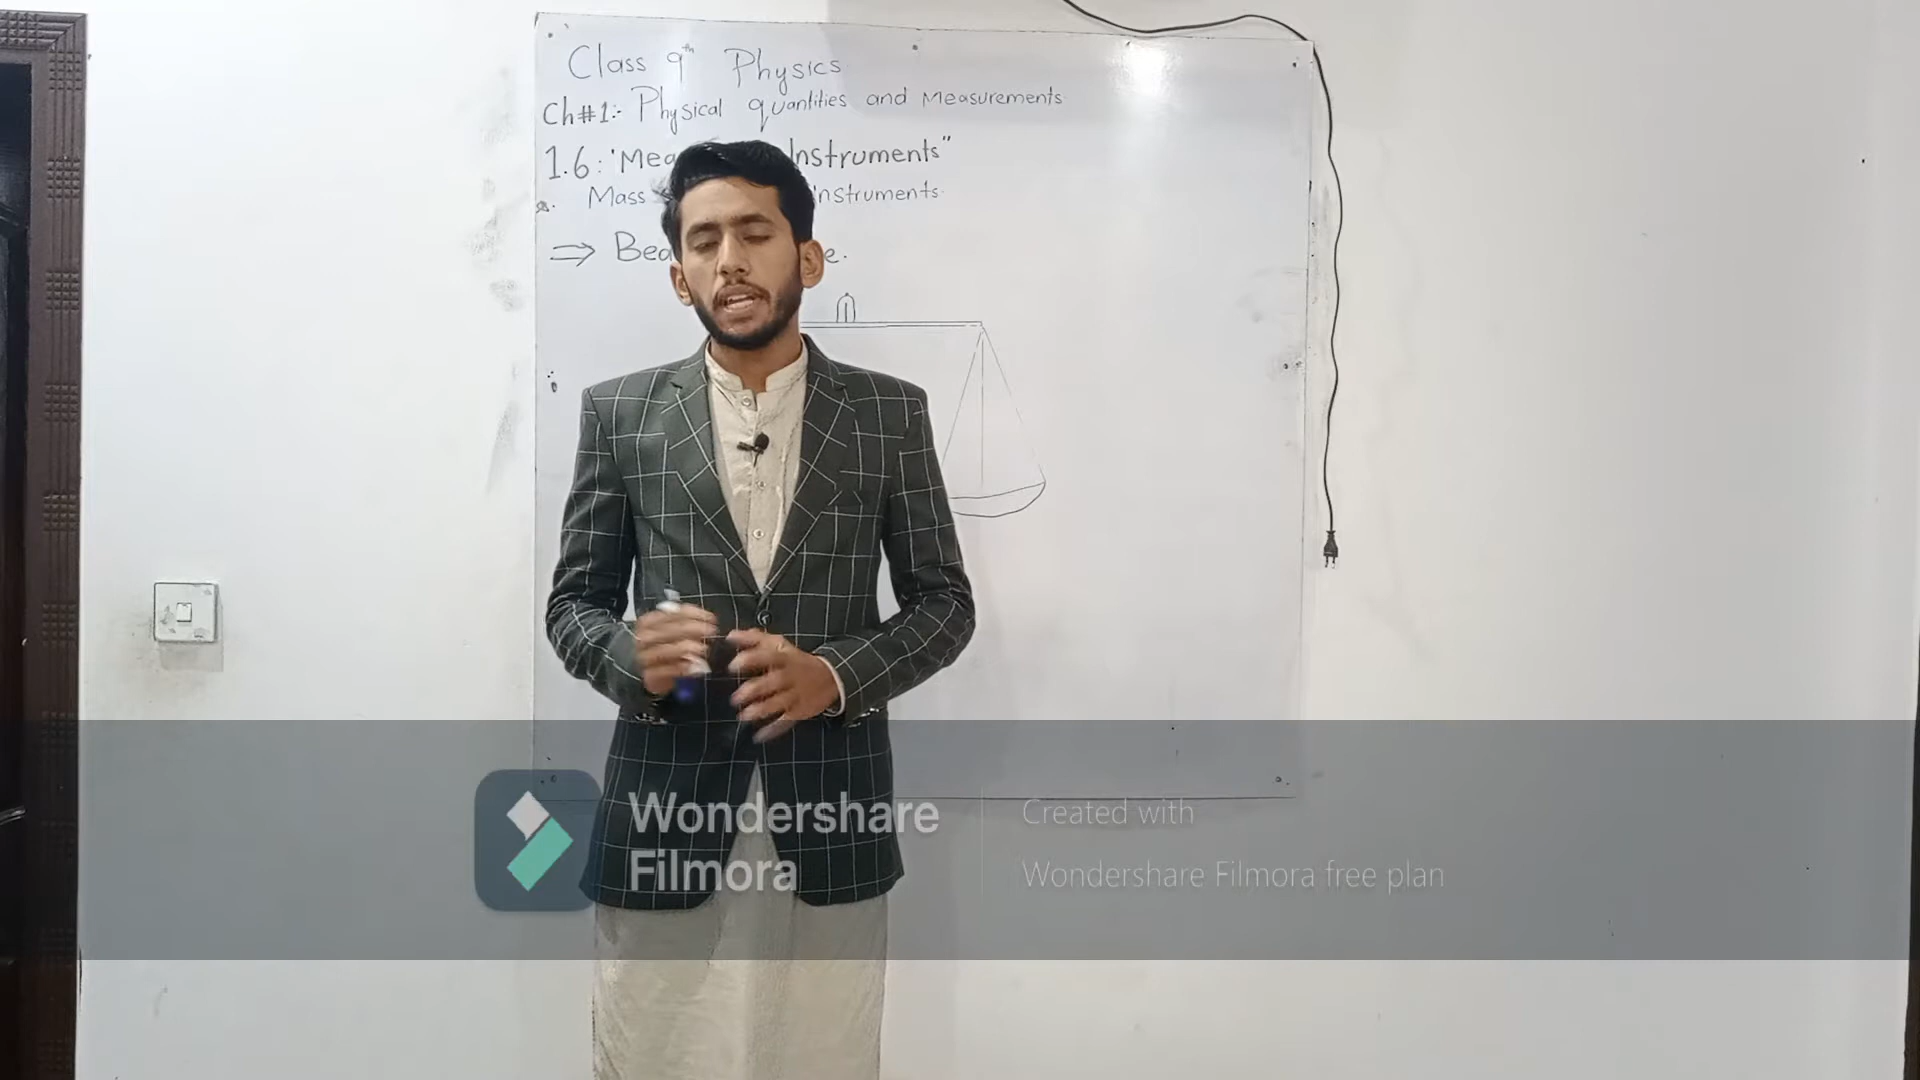 Class 9th Physics
Ch#1:- Physical quantities and Measurements
1.6: "Mea Instruments"
a. Mass Instruments.
⇒ Bea e.
Wondershare
Filmora
Created with
Wondershare Filmora free plan